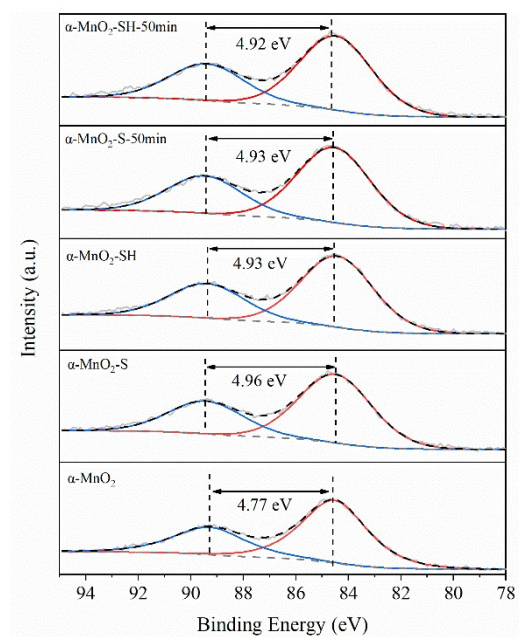 α-MnO₂-SH-50min
4.92 eV
α-MnO₂-S-50min
4.93 eV
α-MnO₂-SH
4.93 eV
α-MnO₂-S
4.96 eV
α-MnO₂
4.77 eV
Intensity (a.u.)
94 92 90 88 86 84 82 80 78
Binding Energy (eV)